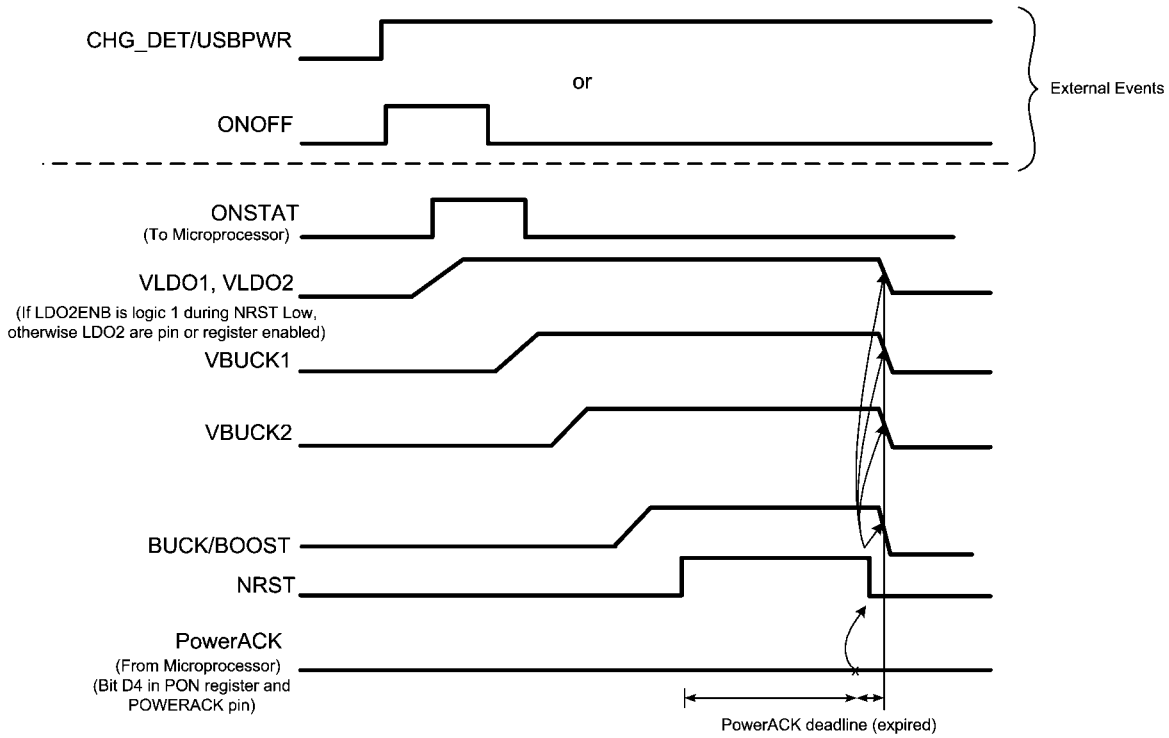 CHG_DET/USBPWR
or
External Events
ONOFF
ONSTAT
(To Microprocessor)
VLDO1, VLDO2
(If LDO2ENB is logic 1 during NRST Low,
otherwise LDO2 are pin or register enabled)
VBUCK1
VBUCK2
BUCK/BOOST
NRST
PowerACK
(From Microprocessor)
(Bit D4 in PON register and
POWERACK pin)
x
PowerACK deadline (expired)